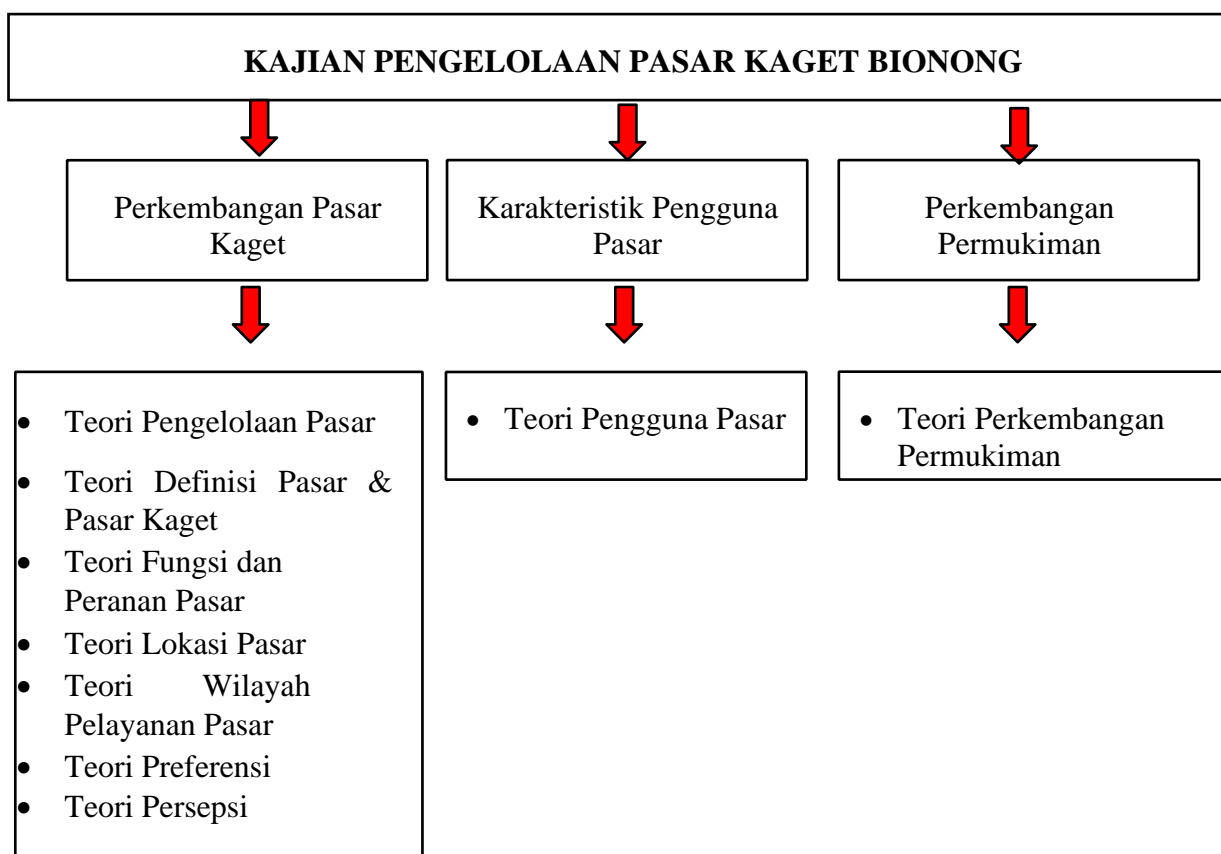 KAJIAN PENGELOLAAN PASAR KAGET BIONONG
Perkembangan Pasar
Kaget
Karakteristik Pengguna
Pasar
Perkembangan
Permukiman
• Teori Pengelolaan Pasar
• Teori Definisi Pasar &
Pasar Kaget
• Teori Fungsi dan
Peranan Pasar
• Teori Lokasi Pasar
• Teori Wilayah
Pelayanan Pasar
• Teori Preferensi
• Teori Persepsi
• Teori Pengguna Pasar
• Teori Perkembangan
Permukiman